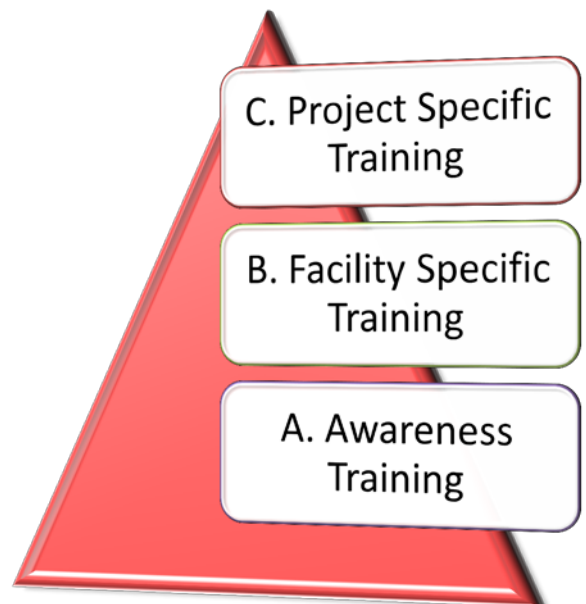 C. Project Specific
Training
B. Facility Specific
Training
A. Awareness
Training